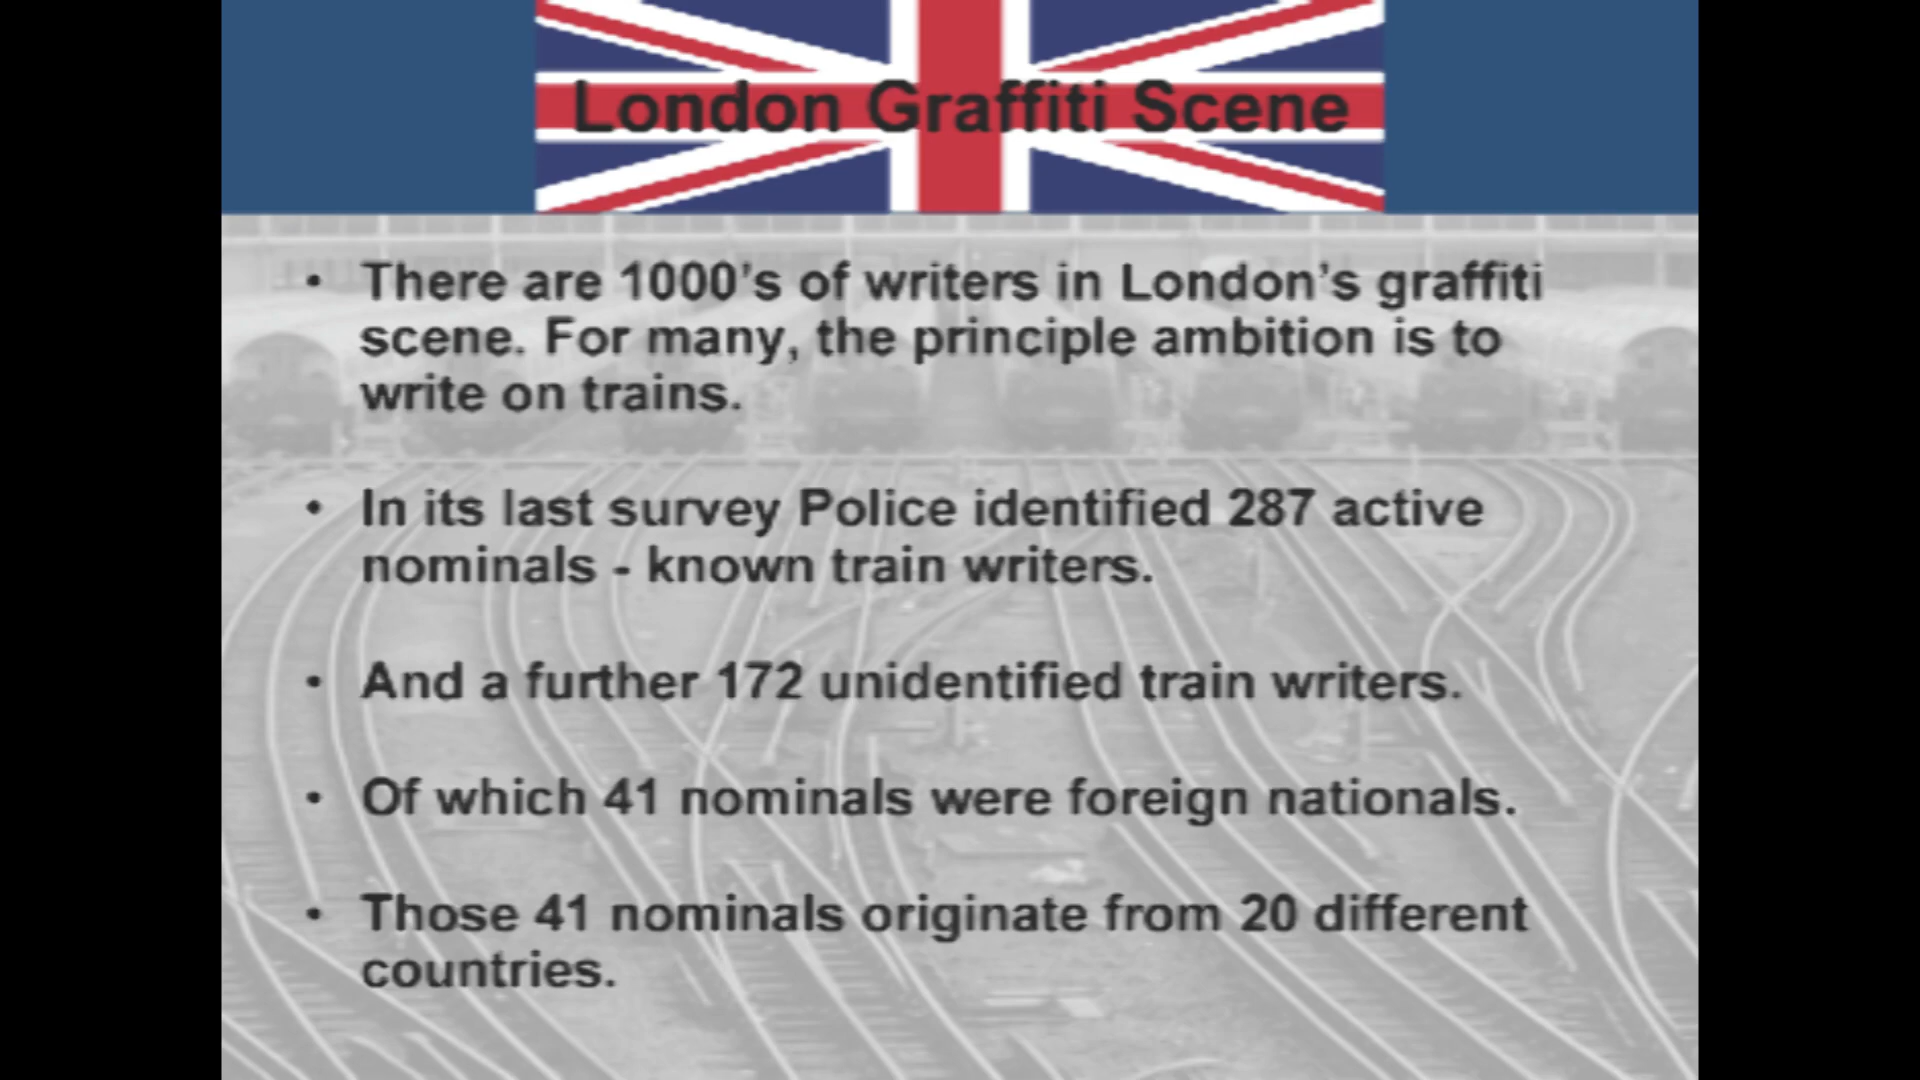 London Graffiti Scene
• There are 1000's of writers in London's graffiti
scene. For many, the principle ambition is to
write on trains.
• In its last survey Police identified 287 active
nominals - known train writers.
• And a further 172 unidentified train writers.
• Of which 41 nominals were foreign nationals.
• Those 41 nominals originate from 20 different
countries.